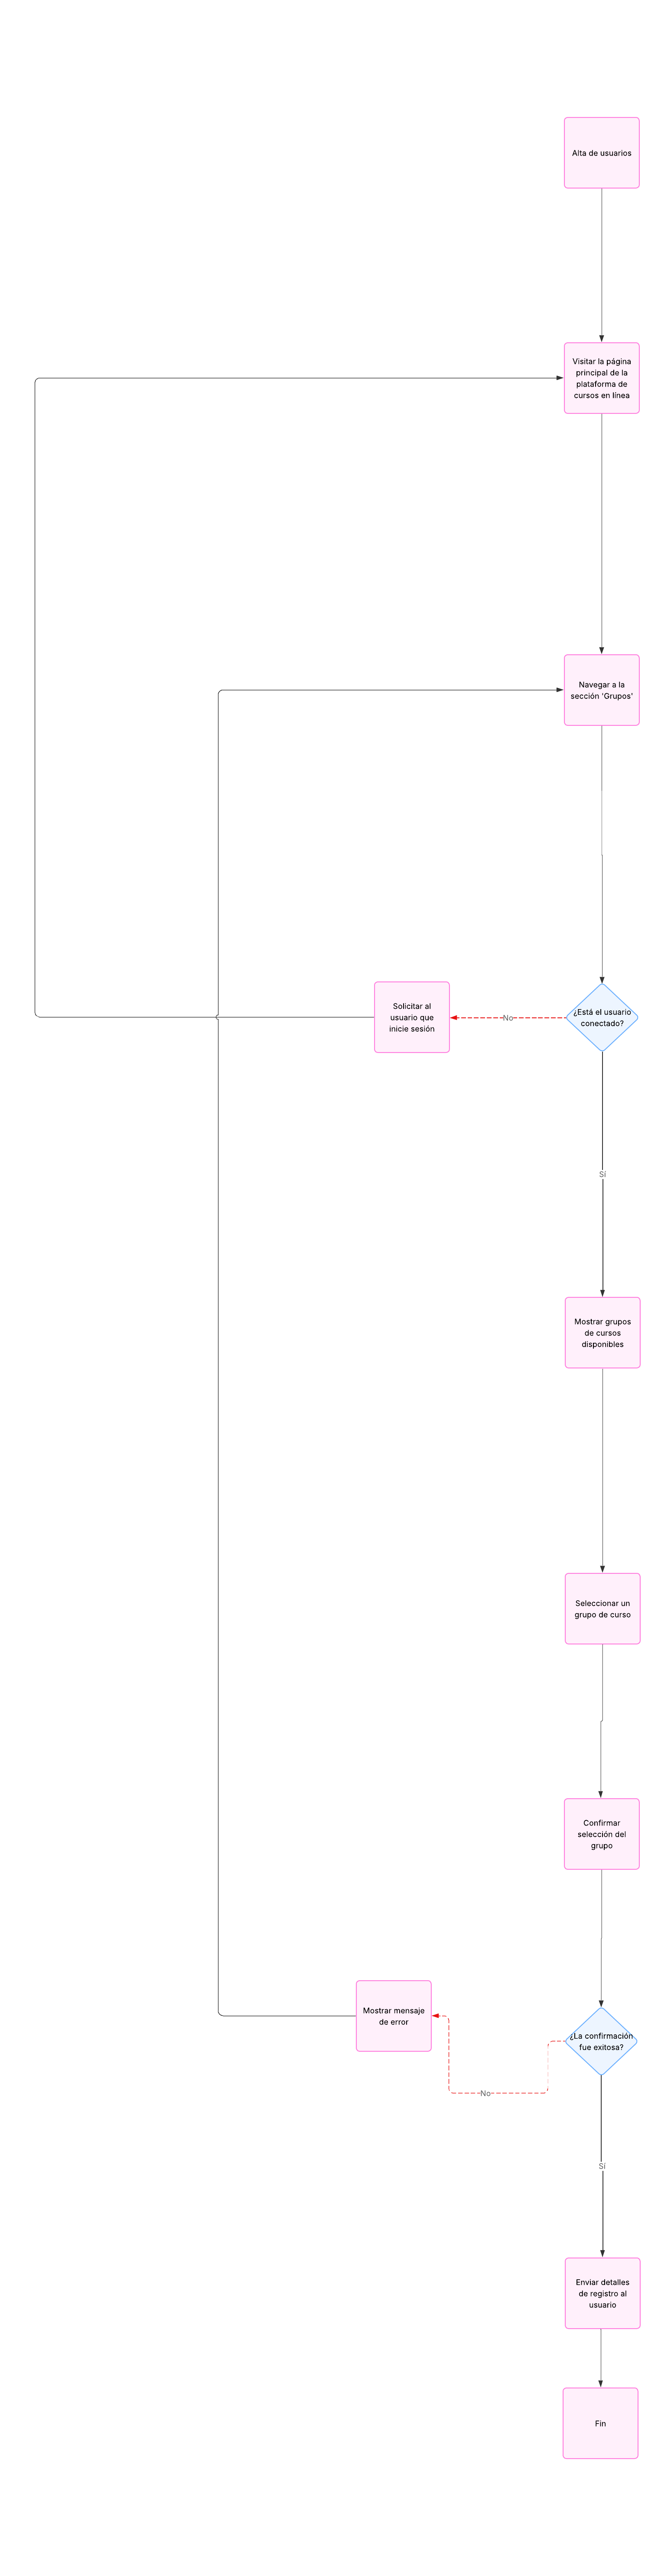 Alta de usuarios
Visitar la página
principal de la
plataforma de
cursos en línea
Navegar a la
sección 'Grupos'
¿Está el usuario
conectado?
No
Solicitar al
usuario que
inicie sesión
Sí
Mostrar grupos
de cursos
disponibles
Seleccionar un
grupo de curso
Confirmar
selección del
grupo
¿La confirmación
fue exitosa?
Mostrar mensaje
de error
No
Sí
Enviar detalles
de registro al
usuario
Fin